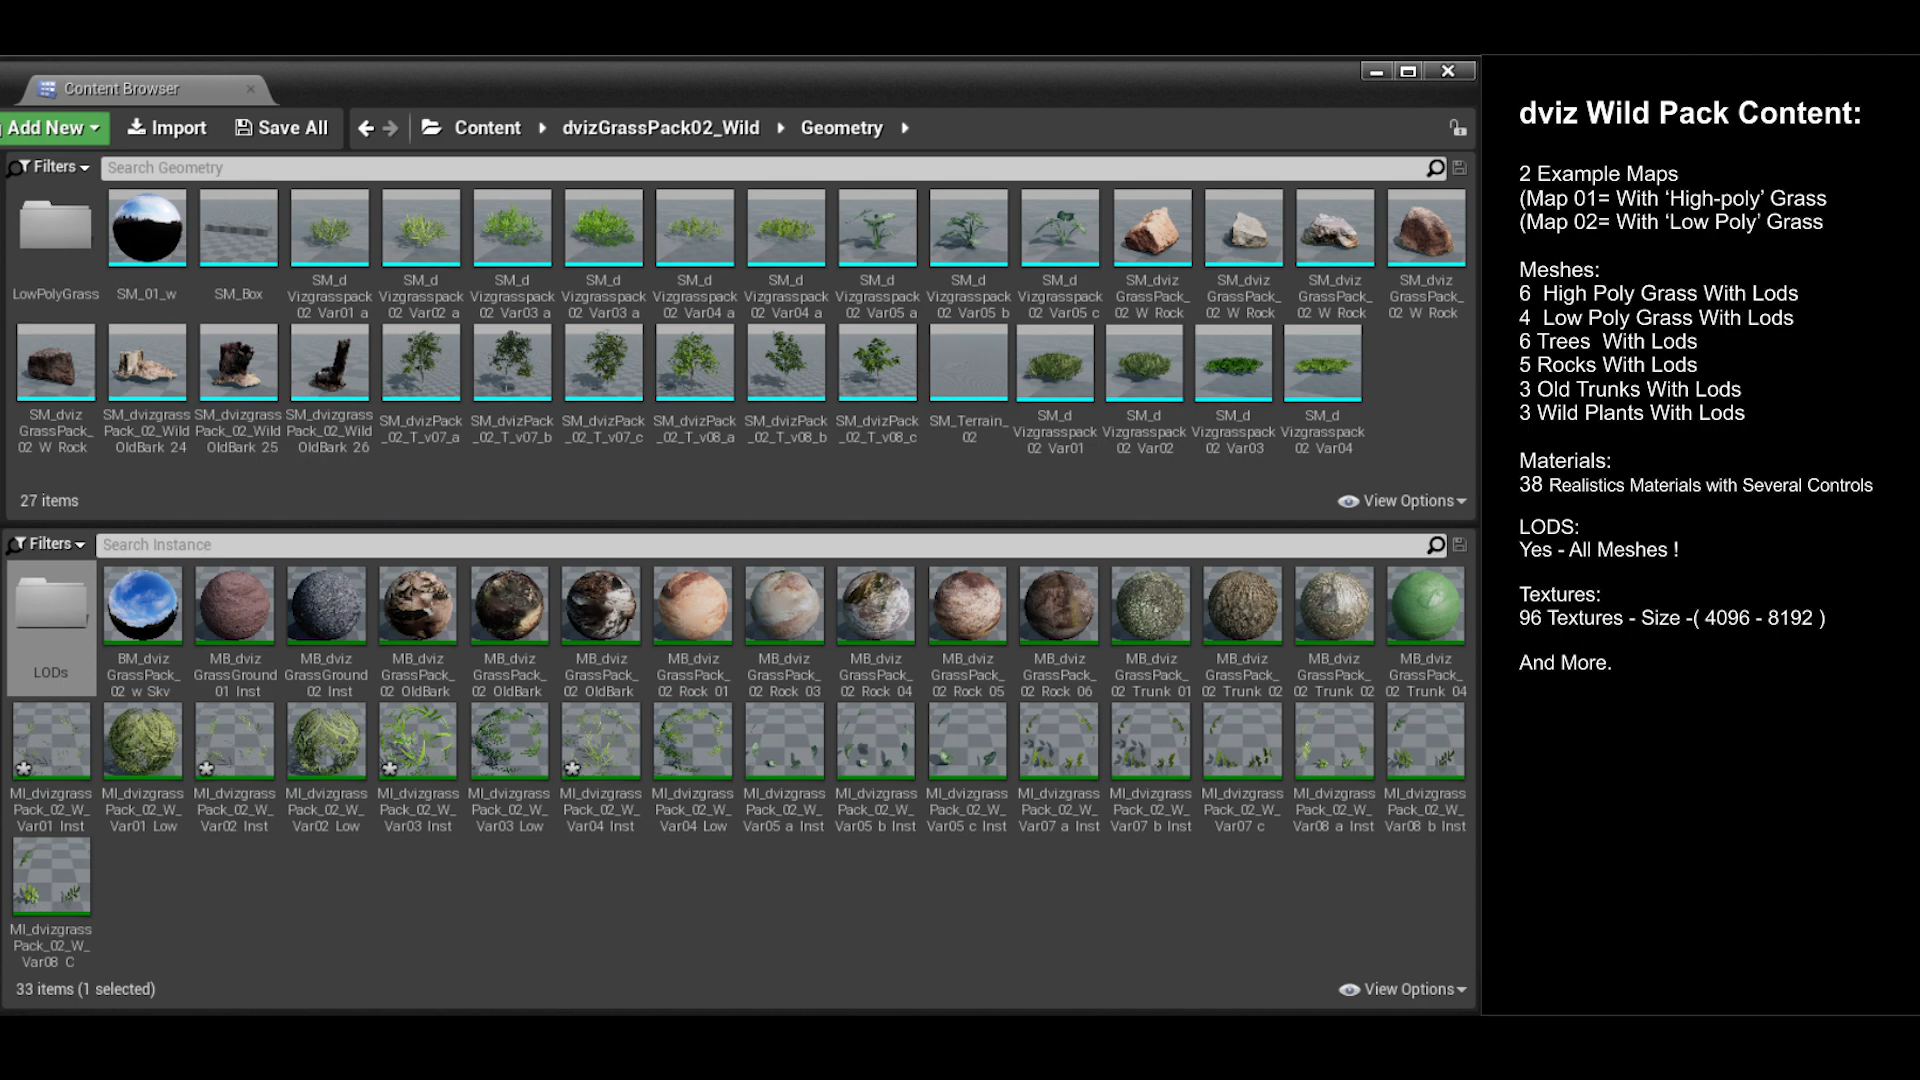 Content Browser
Add New
Import
Save All
Content
dvizGrassPack02_Wild
Geometry
Filters
Search Geometry
LowPolyGrass
SM_01_w
SM_Box
SM_d
Vizgrasspack
02 Var01 a
SM_d
Vizgrasspack
02 Var02 a
SM_d
Vizgrasspack
02 Var03 a
SM_d
Vizgrasspack
02 Var03 a
SM_d
Vizgrasspack
02 Var04 a
SM_d
Vizgrasspack
02 Var04 a
SM_d
Vizgrasspack
02 Var05 a
SM_d
Vizgrasspack
02 Var05 b
SM_d
Vizgrasspack
02 Var05 c
SM_dviz
GrassPack_
02 W Rock
SM_dviz
GrassPack_
02 W Rock
SM_dviz
GrassPack_
02 W Rock
SM_dviz
GrassPack_
02 W Rock
SM_dviz
GrassPack_
02 W Rock
SM_dvizgrass
Pack_02_Wild
OldBark 24
SM_dvizgrass
Pack_02_Wild
OldBark 25
SM_dvizgrass
Pack_02_Wild
OldBark 26
SM_dvizPack
_02_T_v07_a
SM_dvizPack
_02_T_v07_b
SM_dvizPack
_02_T_v07_c
SM_dvizPack
_02_T_v08_a
SM_dvizPack
_02_T_v08_b
SM_dvizPack
_02_T_v08_c
SM_Terrain_
02
SM_d
Vizgrasspack
02 Var01
SM_d
Vizgrasspack
02 Var02
SM_d
Vizgrasspack
02 Var03
SM_d
Vizgrasspack
02 Var04
27 items
View Options
Filters
Search Instance
LODs
BM_dviz
GrassPack_
02 w Sky
MB_dviz
GrassGround
01 Inst
MB_dviz
GrassGround
02 Inst
MB_dviz
GrassPack_
02 OldBark
MB_dviz
GrassPack_
02 OldBark
MB_dviz
GrassPack_
02 OldBark
MB_dviz
GrassPack_
02 Rock 01
MB_dviz
GrassPack_
02 Rock 03
MB_dviz
GrassPack_
02 Rock 04
MB_dviz
GrassPack_
02 Rock 05
MB_dviz
GrassPack_
02 Rock 06
MB_dviz
GrassPack_
02 Trunk 01
MB_dviz
GrassPack_
02 Trunk 02
MB_dviz
GrassPack_
02 Trunk 02
MB_dviz
GrassPack_
02 Trunk 04
MI_dvizgrass
Pack_02_W_
Var01 Inst
MI_dvizgrass
Pack_02_W_
Var01 Low
MI_dvizgrass
Pack_02_W_
Var02 Inst
MI_dvizgrass
Pack_02_W_
Var02 Low
MI_dvizgrass
Pack_02_W_
Var03 Inst
MI_dvizgrass
Pack_02_W_
Var03 Low
MI_dvizgrass
Pack_02_W_
Var04 Inst
MI_dvizgrass
Pack_02_W_
Var04 Low
MI_dvizgrass
Pack_02_W_
Var05 a Inst
MI_dvizgrass
Pack_02_W_
Var05 b Inst
MI_dvizgrass
Pack_02_W_
Var05 c Inst
MI_dvizgrass
Pack_02_W_
Var07 a Inst
MI_dvizgrass
Pack_02_W_
Var07 b Inst
MI_dvizgrass
Pack_02_W_
Var07 c
MI_dvizgrass
Pack_02_W_
Var08 a Inst
MI_dvizgrass
Pack_02_W_
Var08 b Inst
MI_dvizgrass
Pack_02_W_
Var08 C
33 items (1 selected)
View Options
dviz Wild Pack Content:
2 Example Maps
(Map 01= With ‘High-poly’ Grass
(Map 02= With ‘Low Poly’ Grass
Meshes:
6 High Poly Grass With Lods
4 Low Poly Grass With Lods
6 Trees With Lods
5 Rocks With Lods
3 Old Trunks With Lods
3 Wild Plants With Lods
Materials:
38 Realistics Materials with Several Controls
LODS:
Yes - All Meshes !
Textures:
96 Textures - Size -( 4096 - 8192 )
And More.